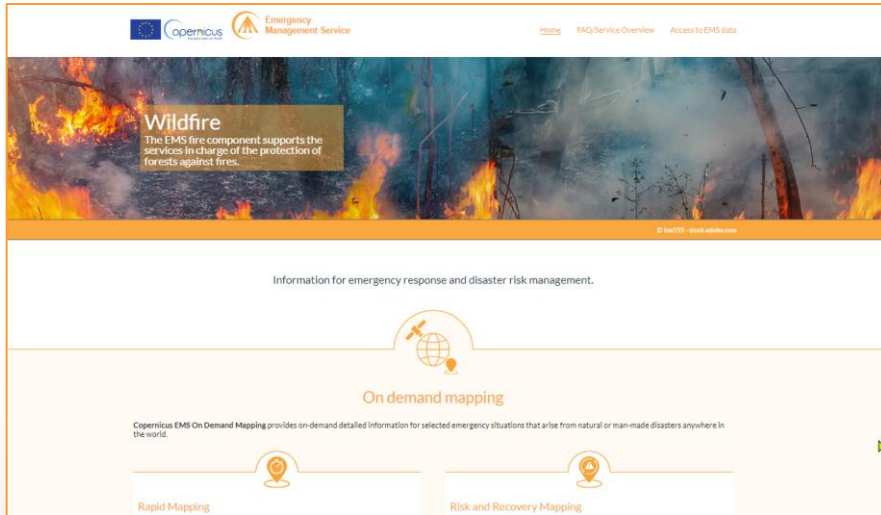 Copernicus
Emergency
Management Service
Home FAQ/Service Overview Access to EMS data
Wildfire
The EMS fire component supports the
services in charge of the protection of
forests against fires.
stock.adobe.com
Information for emergency response and disaster risk management.
On demand mapping
Copernicus EMS On Demand Mapping provides on-demand detailed information for selected emergency situations that arise from natural or man-made disasters anywhere in
the world.
Rapid Mapping
Risk and Recovery Mapping